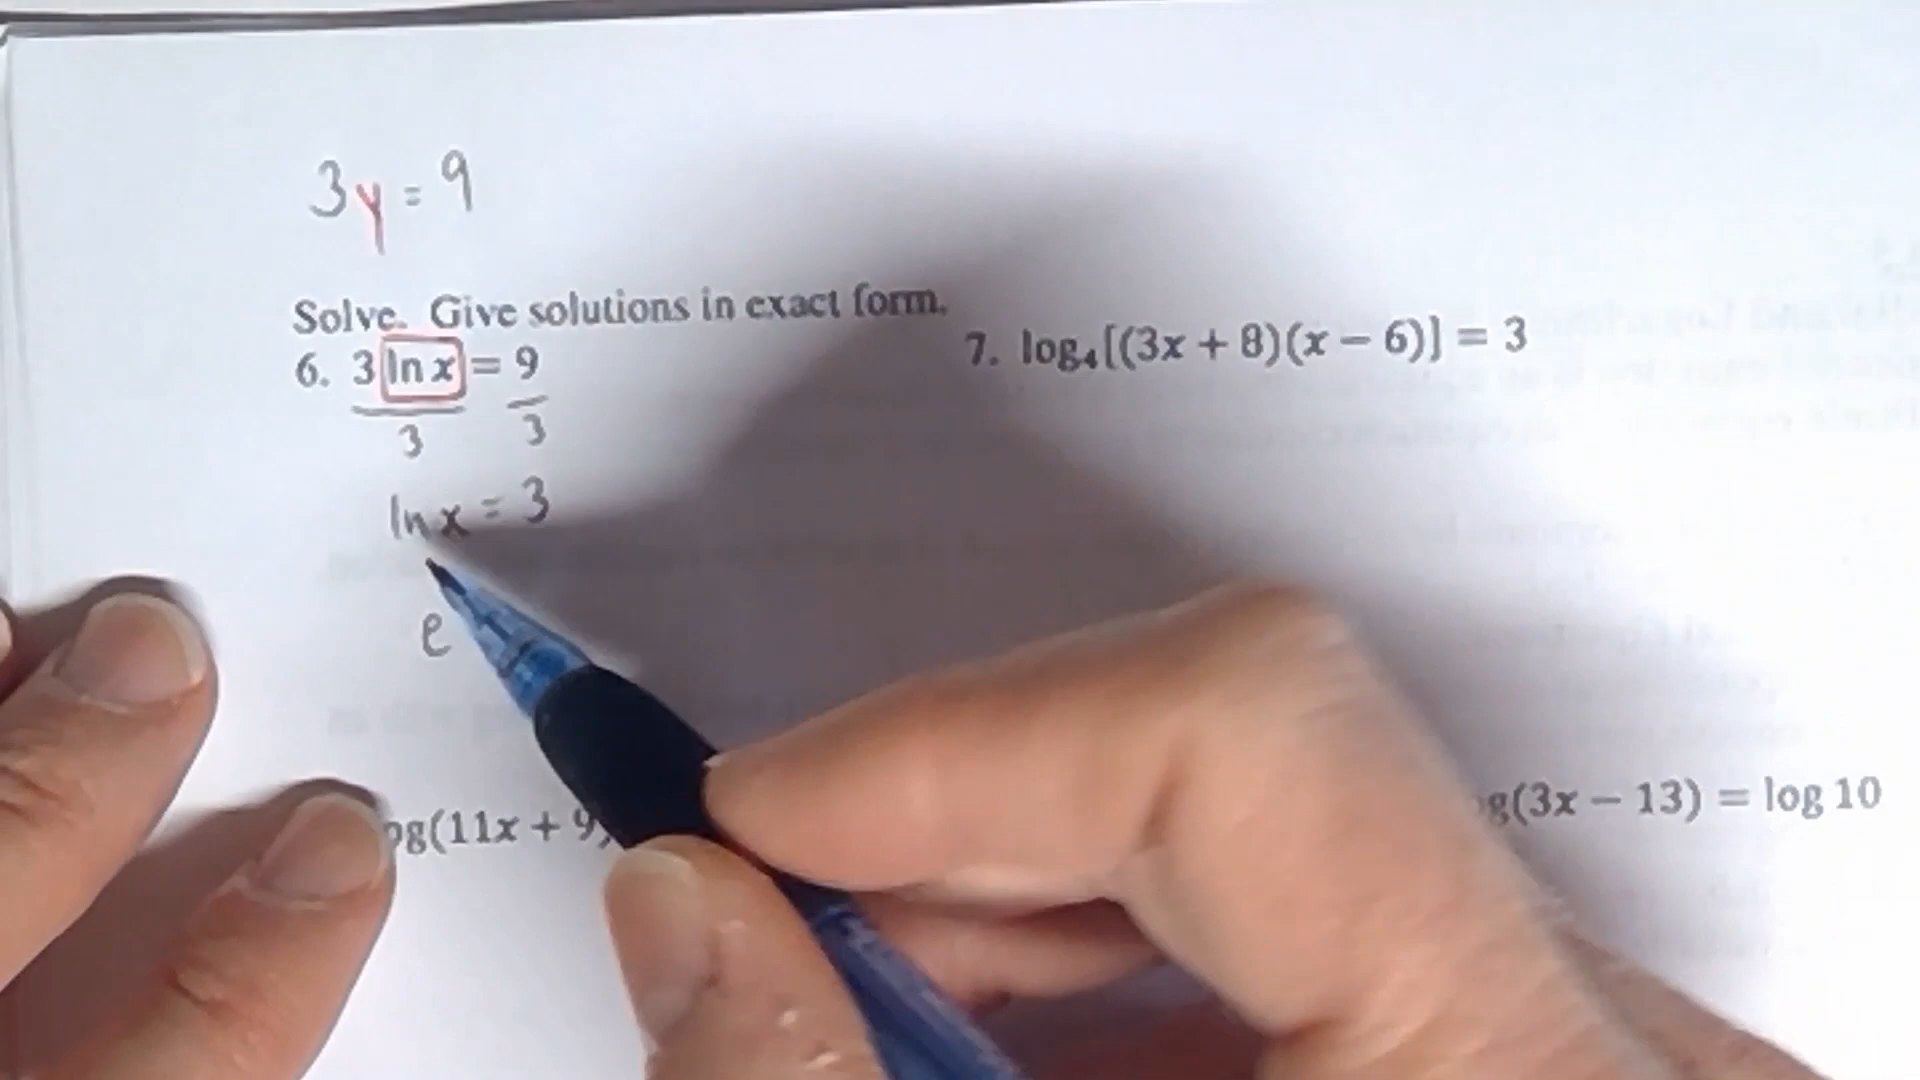 3y = 9
Solve. Give solutions in exact form.
6. 3 ln x = 9
3 3
ln x = 3
e
7. log₄[(3x + 8)(x − 6)] = 3
og(11x + 9)
g(3x − 13) = log 10